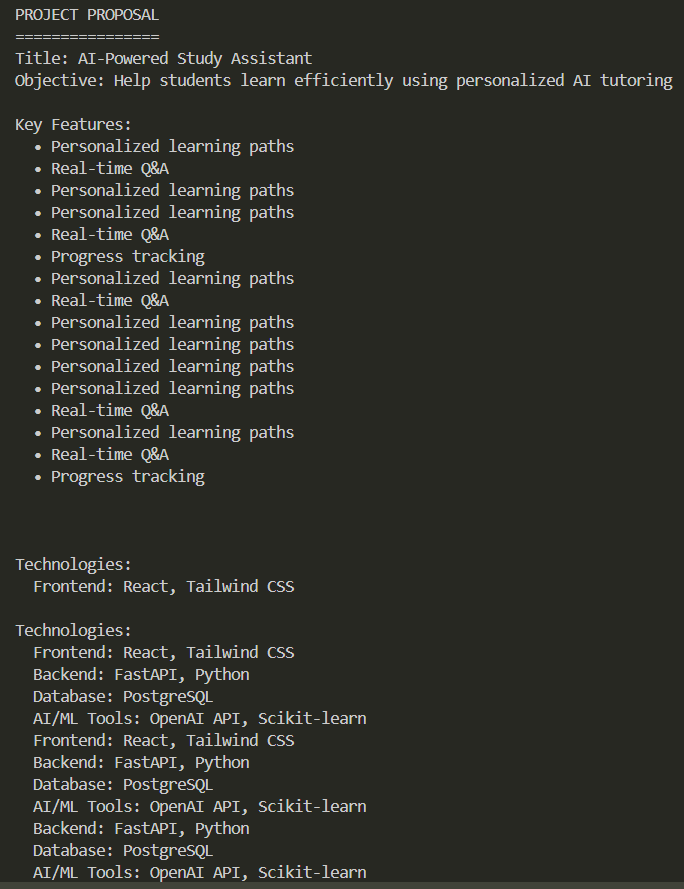 PROJECT PROPOSAL
================
Title: AI-Powered Study Assistant
Objective: Help students learn efficiently using personalized AI tutoring
Key Features:
• Personalized learning paths
• Real-time Q&A
• Personalized learning paths
• Personalized learning paths
• Real-time Q&A
• Progress tracking
• Personalized learning paths
• Real-time Q&A
• Personalized learning paths
• Personalized learning paths
• Personalized learning paths
• Personalized learning paths
• Real-time Q&A
• Personalized learning paths
• Real-time Q&A
• Progress tracking
Technologies:
Frontend: React, Tailwind CSS
Technologies:
Frontend: React, Tailwind CSS
Backend: FastAPI, Python
Database: PostgreSQL
AI/ML Tools: OpenAI API, Scikit-learn
Frontend: React, Tailwind CSS
Backend: FastAPI, Python
Database: PostgreSQL
AI/ML Tools: OpenAI API, Scikit-learn
Backend: FastAPI, Python
Database: PostgreSQL
AI/ML Tools: OpenAI API, Scikit-learn